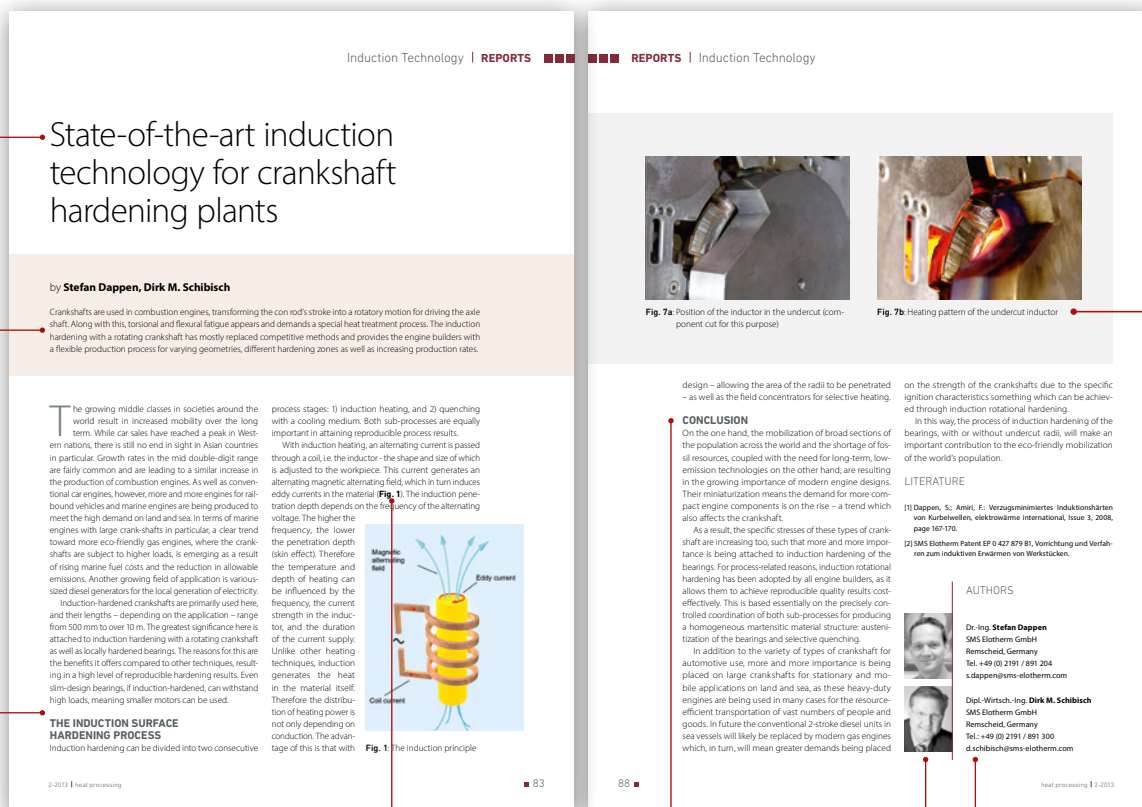 Induction Technology | REPORTS
State-of-the-art induction
technology for crankshaft
hardening plants
by Stefan Dappen, Dirk M. Schibisch
Crankshafts are used in combustion engines, transforming the con rod's stroke into a rotatory motion for driving the axle
shaft. Along with this, torsional and flexural fatigue appears and demands a special heat treatment process. The induction
hardening with a rotating crankshaft has mostly replaced competitive methods and provides the engine builders with
a flexible production process for varying geometries, different hardening zones as well as increasing production rates.
The growing middle classes in societies around the
world result in increased mobility over the long
term. While car sales have reached a peak in West-
ern nations, there is still no end in sight in Asian countries
in particular. Growth rates in the mid double-digit range
are fairly common and are leading to a similar increase in
the production of combustion engines. As well as conven-
tional car engines, however, more and more engines for rail-
bound vehicles and marine engines are being produced to
meet the high demand on land and sea. In terms of marine
engines with large crank-shafts in particular, a clear trend
toward more eco-friendly gas engines, where the crank-
shafts are subject to higher loads, is emerging as a result
of rising marine fuel costs and the reduction in allowable
emissions. Another growing field of application is various-
sized diesel generators for the local generation of electricity.
Induction-hardened crankshafts are primarily used here,
and their lengths – depending on the application – range
from 500 mm to over 10 m. The greatest significance here is
attached to induction hardening with a rotating crankshaft
as well as locally hardened bearings. The reasons for this are
the benefits it offers compared to other techniques, result-
ing in a high level of reproducible hardening results. Even
slim-design bearings, if induction-hardened, can withstand
high loads, meaning smaller motors can be used.
THE INDUCTION SURFACE
HARDENING PROCESS
Induction hardening can be divided into two consecutive
process stages: 1) induction heating, and 2) quenching
with a cooling medium. Both sub-processes are equally
important in attaining reproducible process results.
With induction heating, an alternating current is passed
through a coil, i.e. the inductor - the shape and size of which
is adjusted to the workpiece. This current generates an
alternating magnetic alternating field, which in turn induces
eddy currents in the material (Fig. 1). The induction pene-
tration depth depends on the frequency of the alternating
voltage. The higher the
frequency, the lower
the penetration depth
(skin effect). Therefore
the temperature and
depth of heating can
be influenced by the
frequency, the current
strength in the induc-
tor, and the duration
of the current supply.
Unlike other heating
techniques, induction
generates the heat
in the material itself.
Therefore the distribu-
tion of heating power is
not only depending on
conduction. The advan-
tage of this is that with
Magnetic
alternating
field
Eddy current
~
Coil current
Fig. 1: The induction principle
2-2013 | heat processing
83
REPORTS | Induction Technology
Fig. 7a: Position of the inductor in the undercut (com-
ponent cut for this purpose)
Fig. 7b: Heating pattern of the undercut inductor
design – allowing the area of the radii to be penetrated
– as well as the field concentrators for selective heating.
CONCLUSION
On the one hand, the mobilization of broad sections of
the population across the world and the shortage of fos-
sil resources, coupled with the need for long-term, low-
emission technologies on the other hand, are resulting
in the growing importance of modern engine designs.
Their miniaturization means the demand for more com-
pact engine components is on the rise – a trend which
also affects the crankshaft.
As a result, the specific stresses of these types of crank-
shaft are increasing too, such that more and more impor-
tance is being attached to induction hardening of the
bearings. For process-related reasons, induction rotational
hardening has been adopted by all engine builders, as it
allows them to achieve reproducible quality results cost-
effectively. This is based essentially on the precisely con-
trolled coordination of both sub-processes for producing
a homogeneous martensitic material structure: austeni-
tization of the bearings and selective quenching.
In addition to the variety of types of crankshaft for
automotive use, more and more importance is being
placed on large crankshafts for stationary and mo-
bile applications on land and sea, as these heavy-duty
engines are being used in many cases for the resource-
efficient transportation of vast numbers of people and
goods. In future the conventional 2-stroke diesel units in
sea vessels will likely be replaced by modern gas engines
which, in turn, will mean greater demands being placed
on the strength of the crankshafts due to the specific
ignition characteristics something which can be achiev-
ed through induction rotational hardening.
In this way, the process of induction hardening of the
bearings, with or without undercut radii, will make an
important contribution to the eco-friendly mobilization
of the world's population.
LITERATURE
[1] Dappen, S.; Amiri, F.: Verzugsminimiertes Induktionshärten
von Kurbelwellen, elektrowärme international, Issue 3, 2008,
page 167-170.
[2] SMS Elotherm Patent EP 0 427 879 B1, Vorrichtung und Verfah-
ren zum induktiven Erwärmen von Werkstücken.
AUTHORS
Dr.-Ing. Stefan Dappen
SMS Elotherm GmbH
Remscheid, Germany
Tel. +49 (0) 2191 / 891 204
s.dappen@sms-elotherm.com
Dipl.-Wirtsch.-Ing. Dirk M. Schibisch
SMS Elotherm GmbH
Remscheid, Germany
Tel.: +49 (0) 2191 / 891 300
d.schibisch@sms-elotherm.com
88
heat processing | 2-2013